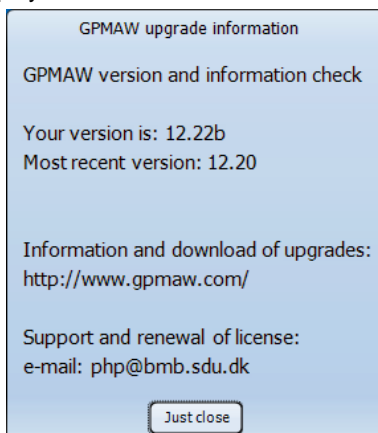 GPMAW upgrade information
GPMAW version and information check
Your version is: 12.22b
Most recent version: 12.20
Information and download of upgrades:
http://www.gpmaw.com/
Support and renewal of license:
e-mail: php@bmb.sdu.dk
Just close